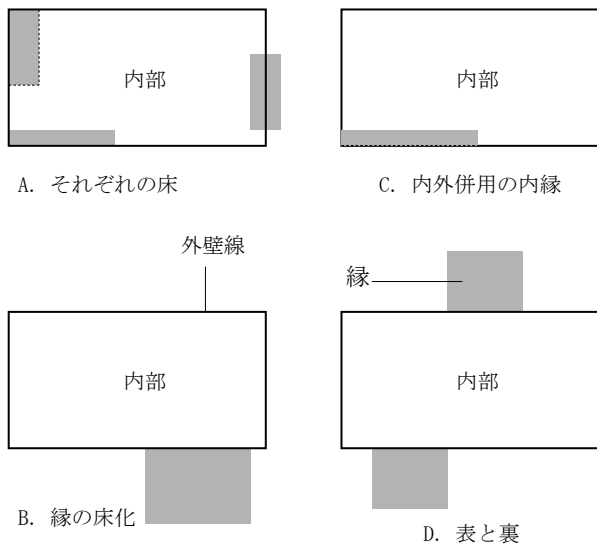 内部
内部
A. それぞれの床
C. 内外併用の内縁
外壁線
縁
内部
内部
B. 縁の床化
D. 表と裏